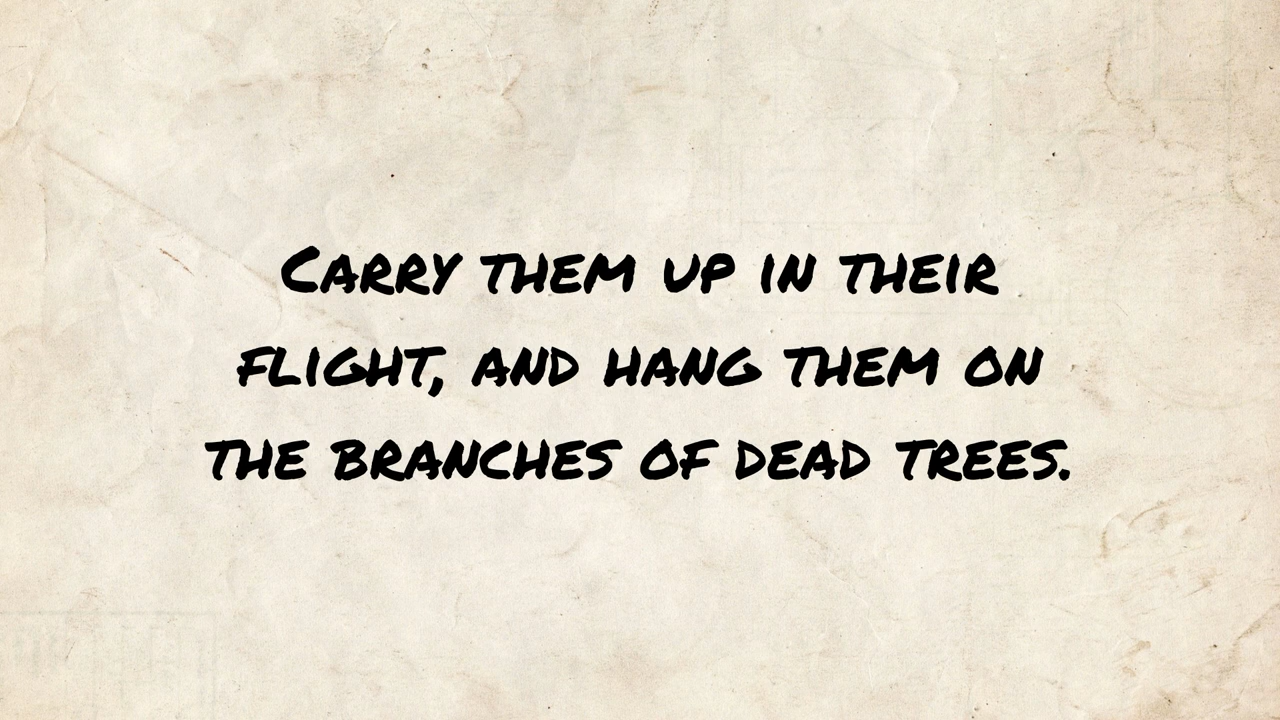 Carry them up in their
flight, and hang them on
the branches of dead trees.